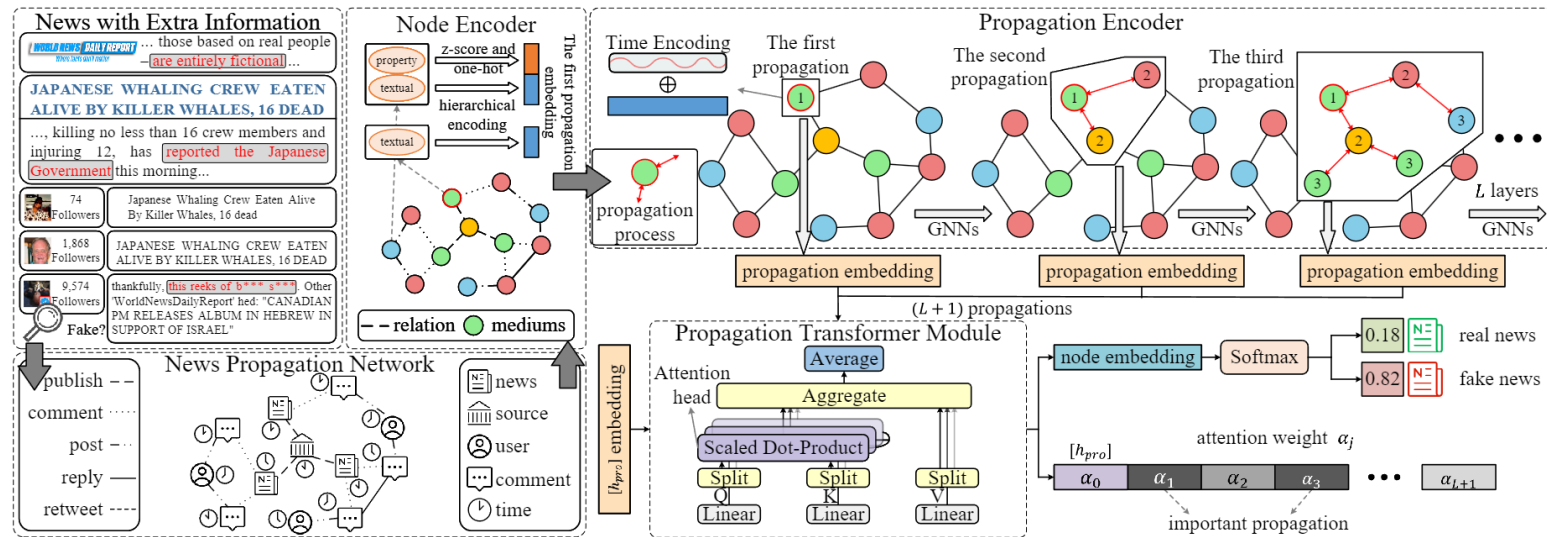 News with Extra Information
WORLD NEWS DAILY REPORT
... those based on real people
– are entirely fictional ...
JAPANESE WHALING CREW EATEN
ALIVE BY KILLER WHALES, 16 DEAD
..., killing no less than 16 crew members and
injuring 12, has reported the Japanese
Government this morning...
74
Followers
Japanese Whaling Crew Eaten Alive
By Killer Whales, 16 dead
1,868
Followers
JAPANESE WHALING CREW EATEN
ALIVE BY KILLER WHALES, 16 DEAD
9,574
Followers
thankfully, this reeks of b*** s***. Other
'WorldNewsDailyReport' hed: "CANADIAN
PM RELEASES ALBUM IN HEBREW IN
SUPPORT OF ISRAEL"
Fake?
News Propagation Network
publish
comment
post
reply
retweet
news
source
user
comment
time
Node Encoder
property
textual
textual
z-score and
one-hot
hierarchical
encoding
The first propagation
embedding
relation
mediums
Propagation Encoder
Time Encoding
⊕
The first
propagation
1
propagation
process
GNNs
The second
propagation
1
2
2
GNNs
The third
propagation
1
2
2
3
3
3
L layers
GNNs
propagation embedding
propagation embedding
propagation embedding
(L + 1) propagations
[h_pro] embedding
Propagation Transformer Module
Average
Attention
head
Aggregate
Scaled Dot-Product
Split
Split
Split
Q
K
V
Linear
Linear
Linear
node embedding
Softmax
0.18
real news
0.82
fake news
attention weight α_j
[h_pro]
α_0
α_1
α_2
α_3
α_{L+1}
important propagation